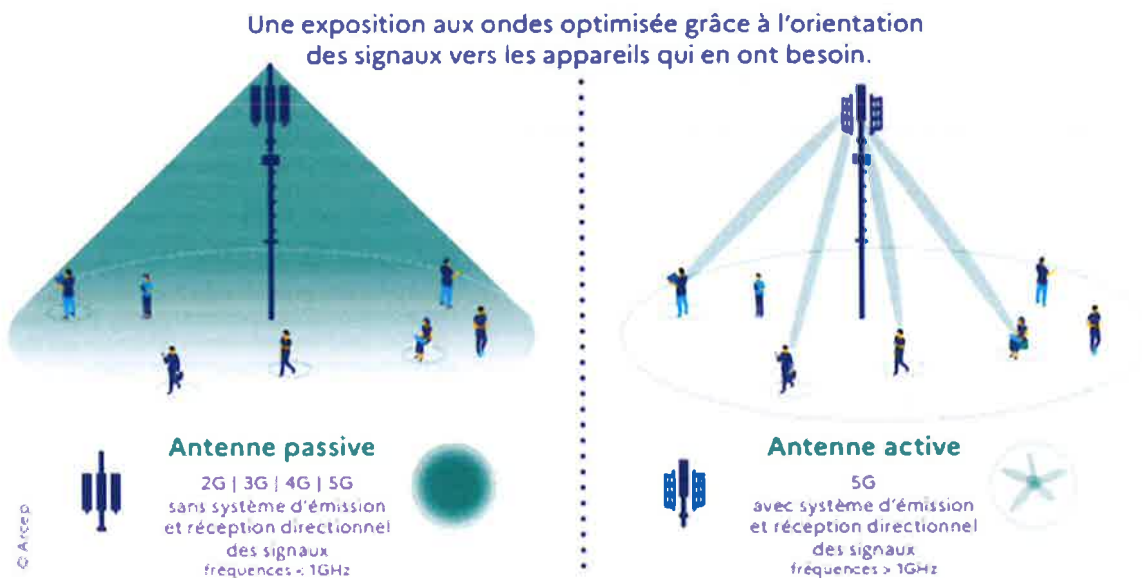 Une exposition aux ondes optimisée grâce à l'orientation
des signaux vers les appareils qui en ont besoin.
Antenne passive
2G | 3G | 4G | 5G
sans système d'émission
et réception directionnel
des signaux
fréquences < 1GHz
Antenne active
5G
avec système d'émission
et réception directionnel
des signaux
fréquences > 1GHz
© Arcep